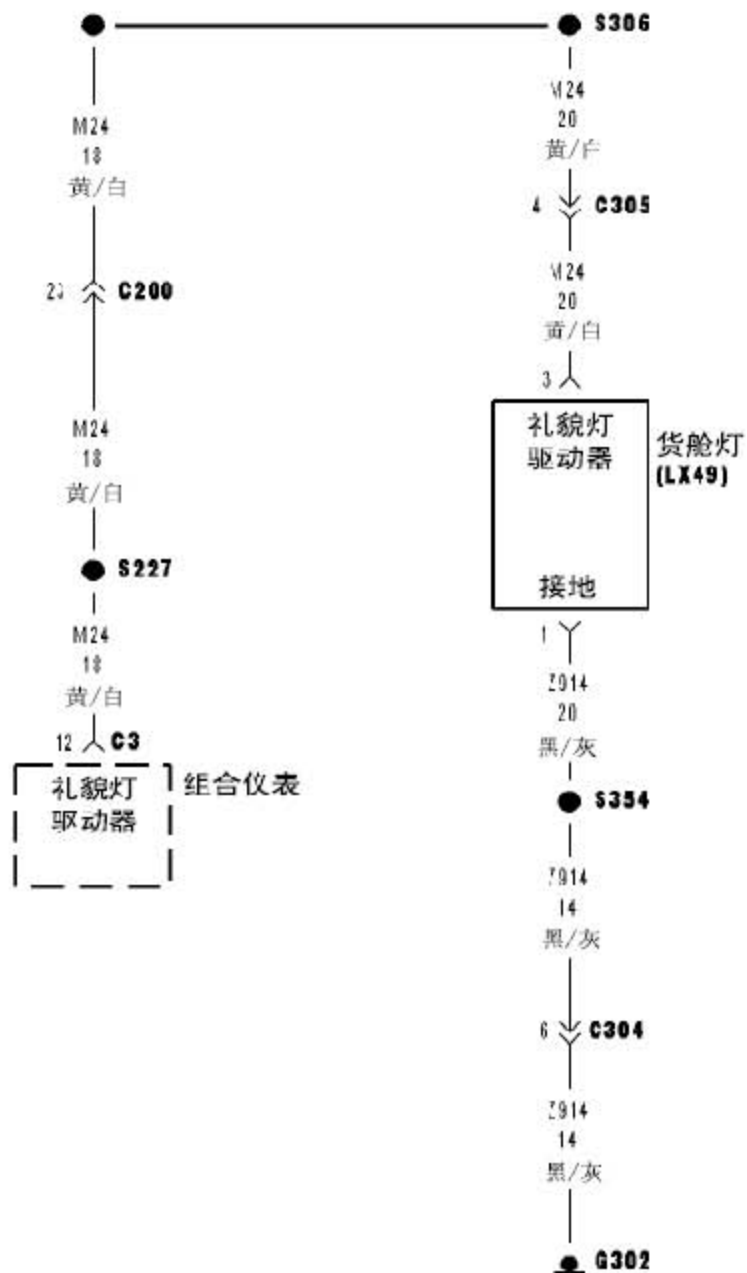 S306
M24
18
黄/白
C200
M24
18
黄/白
S227
M24
18
黄/白
12 C3
礼貌灯
驱动器
组合仪表
M24
20
黄/白
4 C305
M24
20
黄/白
3
礼貌灯
驱动器
货舱灯
(LX49)
接地
1
Z914
20
黑/灰
S354
Z914
14
黑/灰
6 C304
Z914
14
黑/灰
G302